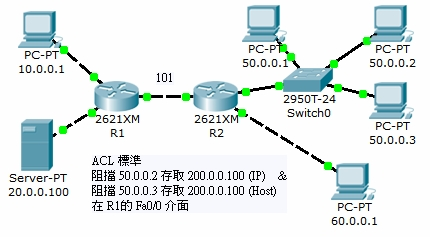 PC-PT
10.0.0.1
101
2621XM
R1
Server-PT
20.0.0.100
2621XM
R2
PC-PT
50.0.0.1
2950T-24
Switch0
PC-PT
50.0.0.2
PC-PT
50.0.0.3
PC-PT
60.0.0.1
ACL 標準
阻擋 50.0.0.2 存取 200.0.0.100 (IP) &
阻擋 50.0.0.3 存取 200.0.0.100 (Host)
在 R1的 Fa0/0 介面